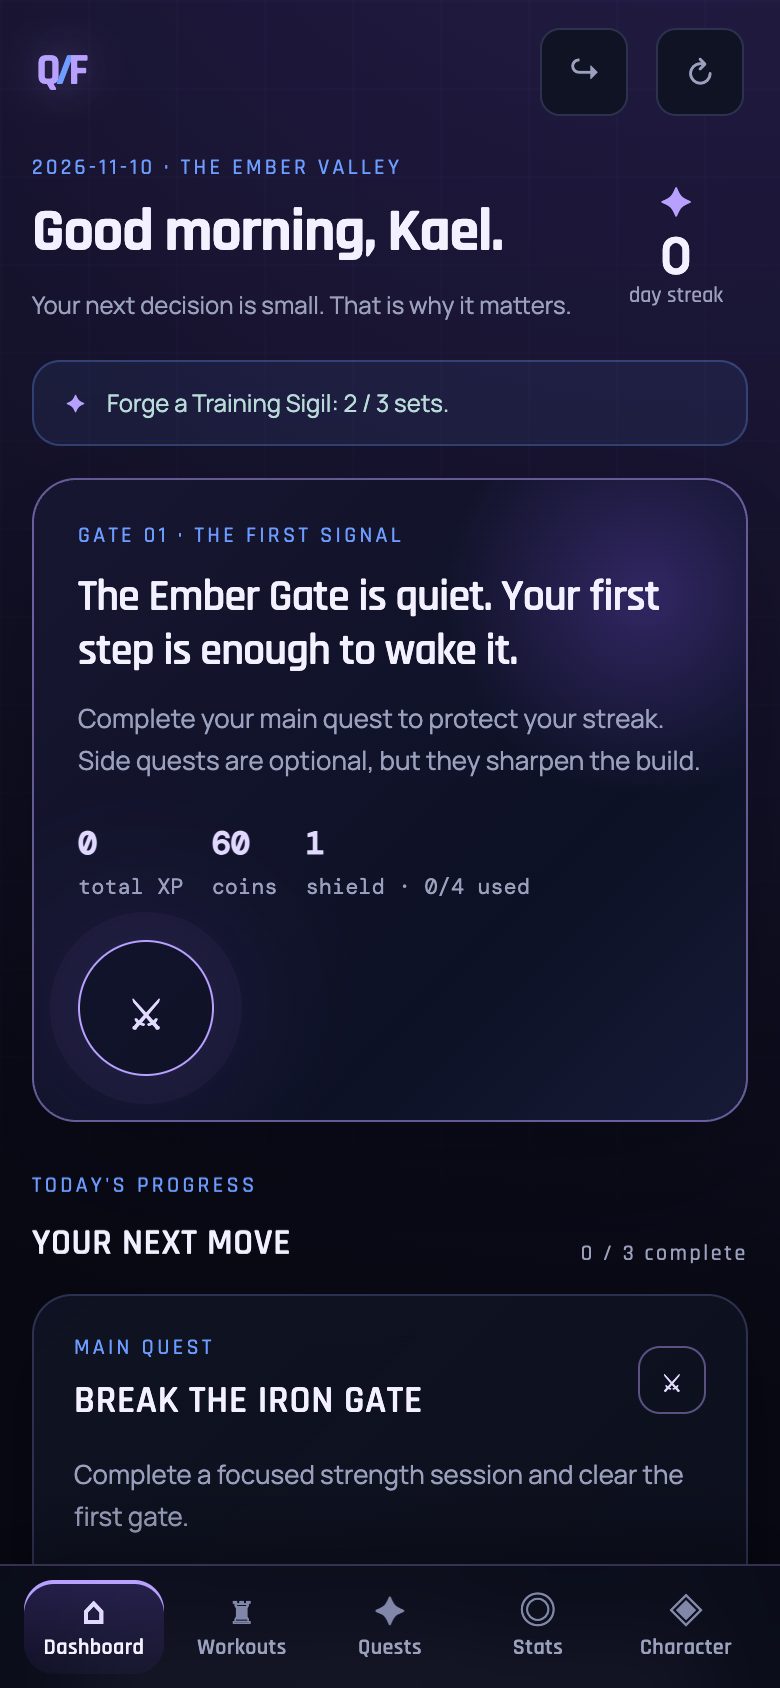 Q/F
2026-11-10 · THE EMBER VALLEY
Good morning, Kael.
Your next decision is small. That is why it matters.
0
day streak
Forge a Training Sigil: 2 / 3 sets.
GATE 01 · THE FIRST SIGNAL
The Ember Gate is quiet. Your first
step is enough to wake it.
Complete your main quest to protect your streak.
Side quests are optional, but they sharpen the build.
0 60 1
total XP coins shield · 0/4 used
TODAY'S PROGRESS
YOUR NEXT MOVE
0 / 3 complete
MAIN QUEST
BREAK THE IRON GATE
Complete a focused strength session and clear the
first gate.
Dashboard Workouts Quests Stats Character